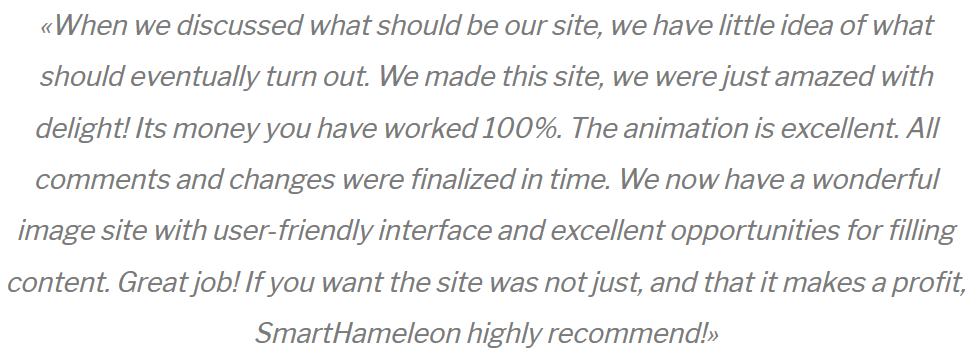 «When we discussed what should be our site, we have little idea of what
should eventually turn out. We made this site, we were just amazed with
delight! Its money you have worked 100%. The animation is excellent. All
comments and changes were finalized in time. We now have a wonderful
image site with user-friendly interface and excellent opportunities for filling
content. Great job! If you want the site was not just, and that it makes a profit,
SmartHameleon highly recommend!»